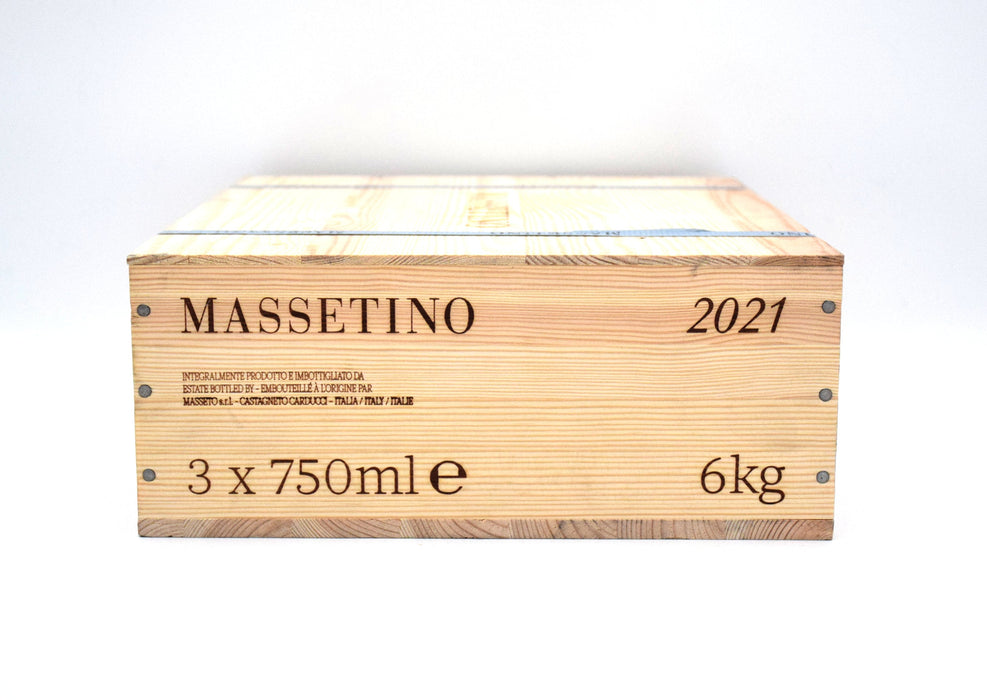 MASSETINO 2021
INTEGRALMENTE PRODOTTO E IMBOTTIGLIATO DA
ESTATE BOTTLED BY - EMBOUTEILLÉ À L'ORIGINE PAR
MASSETO s.r.l. - CASTAGNETO CARDUCCI - ITALIA / ITALY / ITALIE
3 x 750ml e 6kg